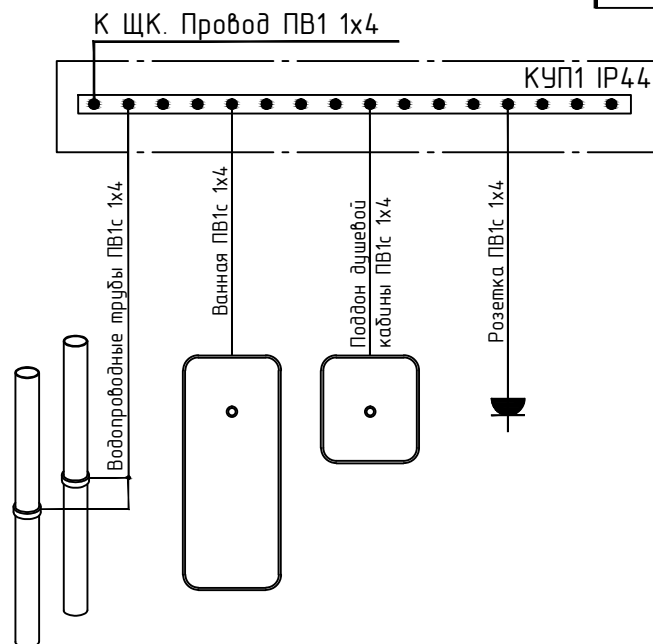 К ЩК. Провод ПВ1 1х4
КУП1 IP44
Водопроводные трубы ПВ1с 1х4
Ванная ПВ1с 1х4
Поддон душевой
кабины ПВ1с 1х4
Розетка ПВ1с 1х4